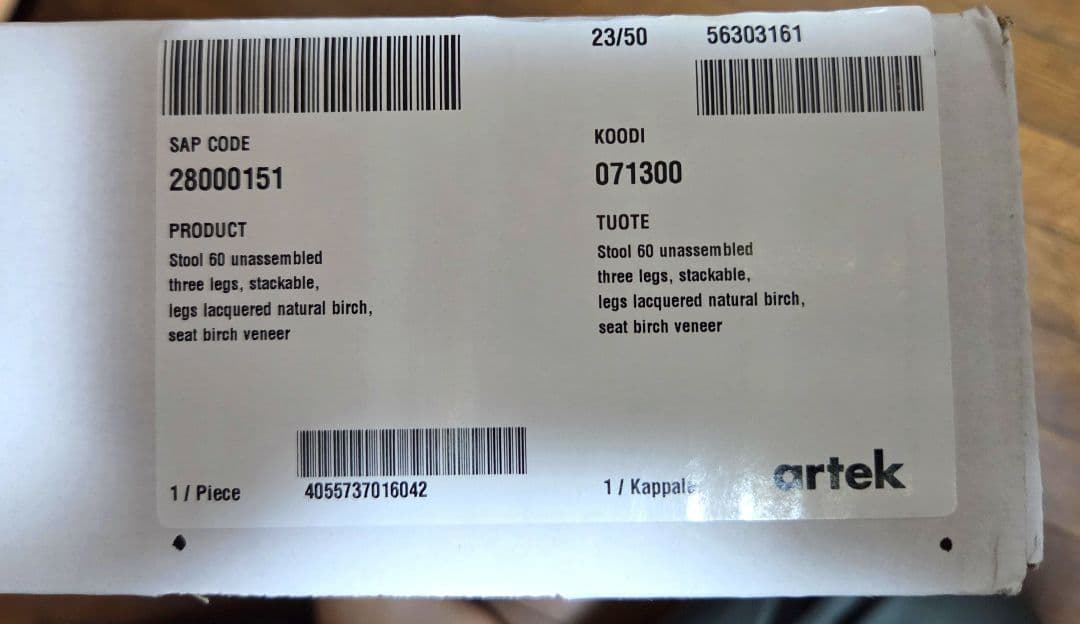 23/50 56303161
SAP CODE
28000151
PRODUCT
Stool 60 unassembled
three legs, stackable,
legs lacquered natural birch,
seat birch veneer
1 / Piece
4055737016042
KOODI
071300
TUOTE
Stool 60 unassembled
three legs, stackable,
legs lacquered natural birch,
seat birch veneer
1 / Kappale
artek